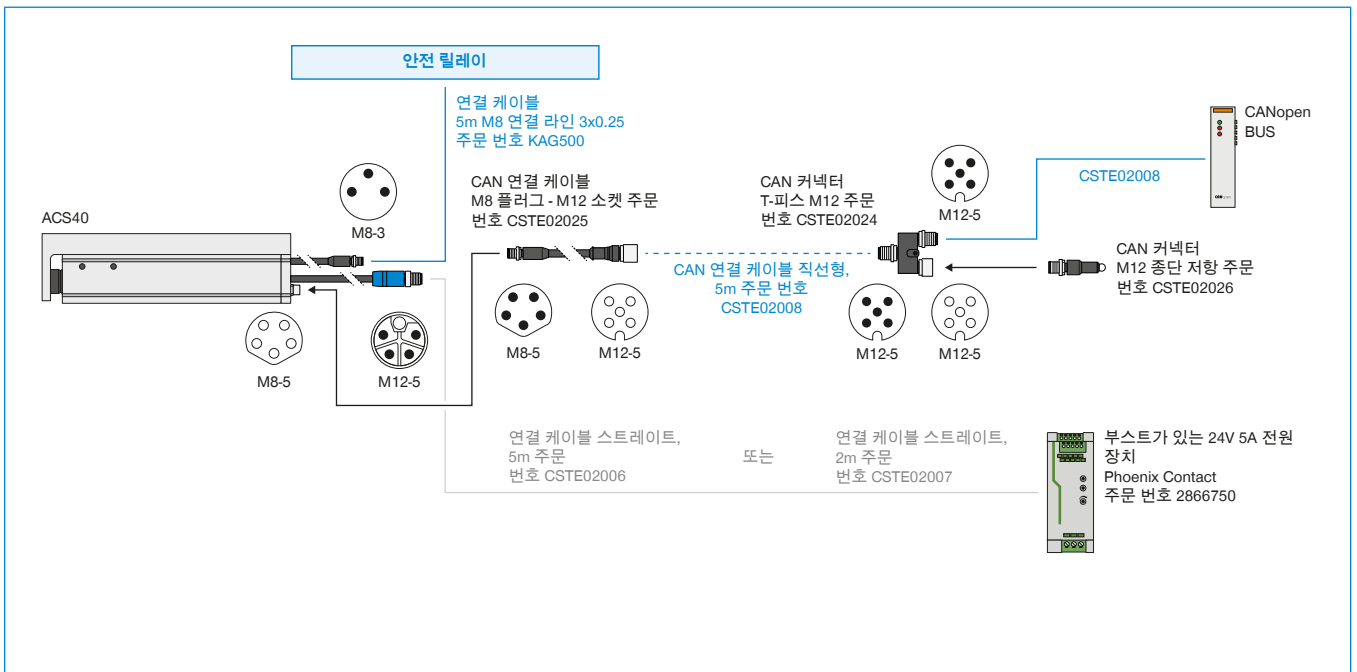 안전 릴레이
연결 케이블
5m M8 연결 라인 3x0.25
주문 번호 KAG500
CANopen
BUS
CSTE02008
CAN 연결 케이블
M8 플러그 - M12 소켓 주문
번호 CSTE02025
CAN 커넥터
T-피스 M12 주문
번호 CSTE02024
M12-5
M8-3
ACS40
CAN 커넥터
M12 종단 저항 주문
번호 CSTE02026
CAN 연결 케이블 직선형,
5m 주문 번호
CSTE02008
M8-5
M12-5
M8-5
M12-5
M12-5
M12-5
연결 케이블 스트레이트,
5m 주문
번호 CSTE02006
또는
연결 케이블 스트레이트,
2m 주문
번호 CSTE02007
부스트가 있는 24V 5A 전원
장치
Phoenix Contact
주문 번호 2866750